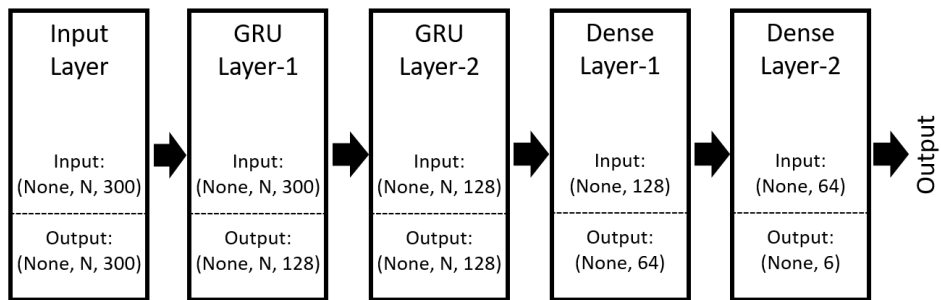 Input
Layer
Input:
(None, N, 300)
Output:
(None, N, 300)
GRU
Layer-1
Input:
(None, N, 300)
Output:
(None, N, 128)
GRU
Layer-2
Input:
(None, N, 128)
Output:
(None, N, 128)
Dense
Layer-1
Input:
(None, 128)
Output:
(None, 64)
Dense
Layer-2
Input:
(None, 64)
Output:
(None, 6)
Output